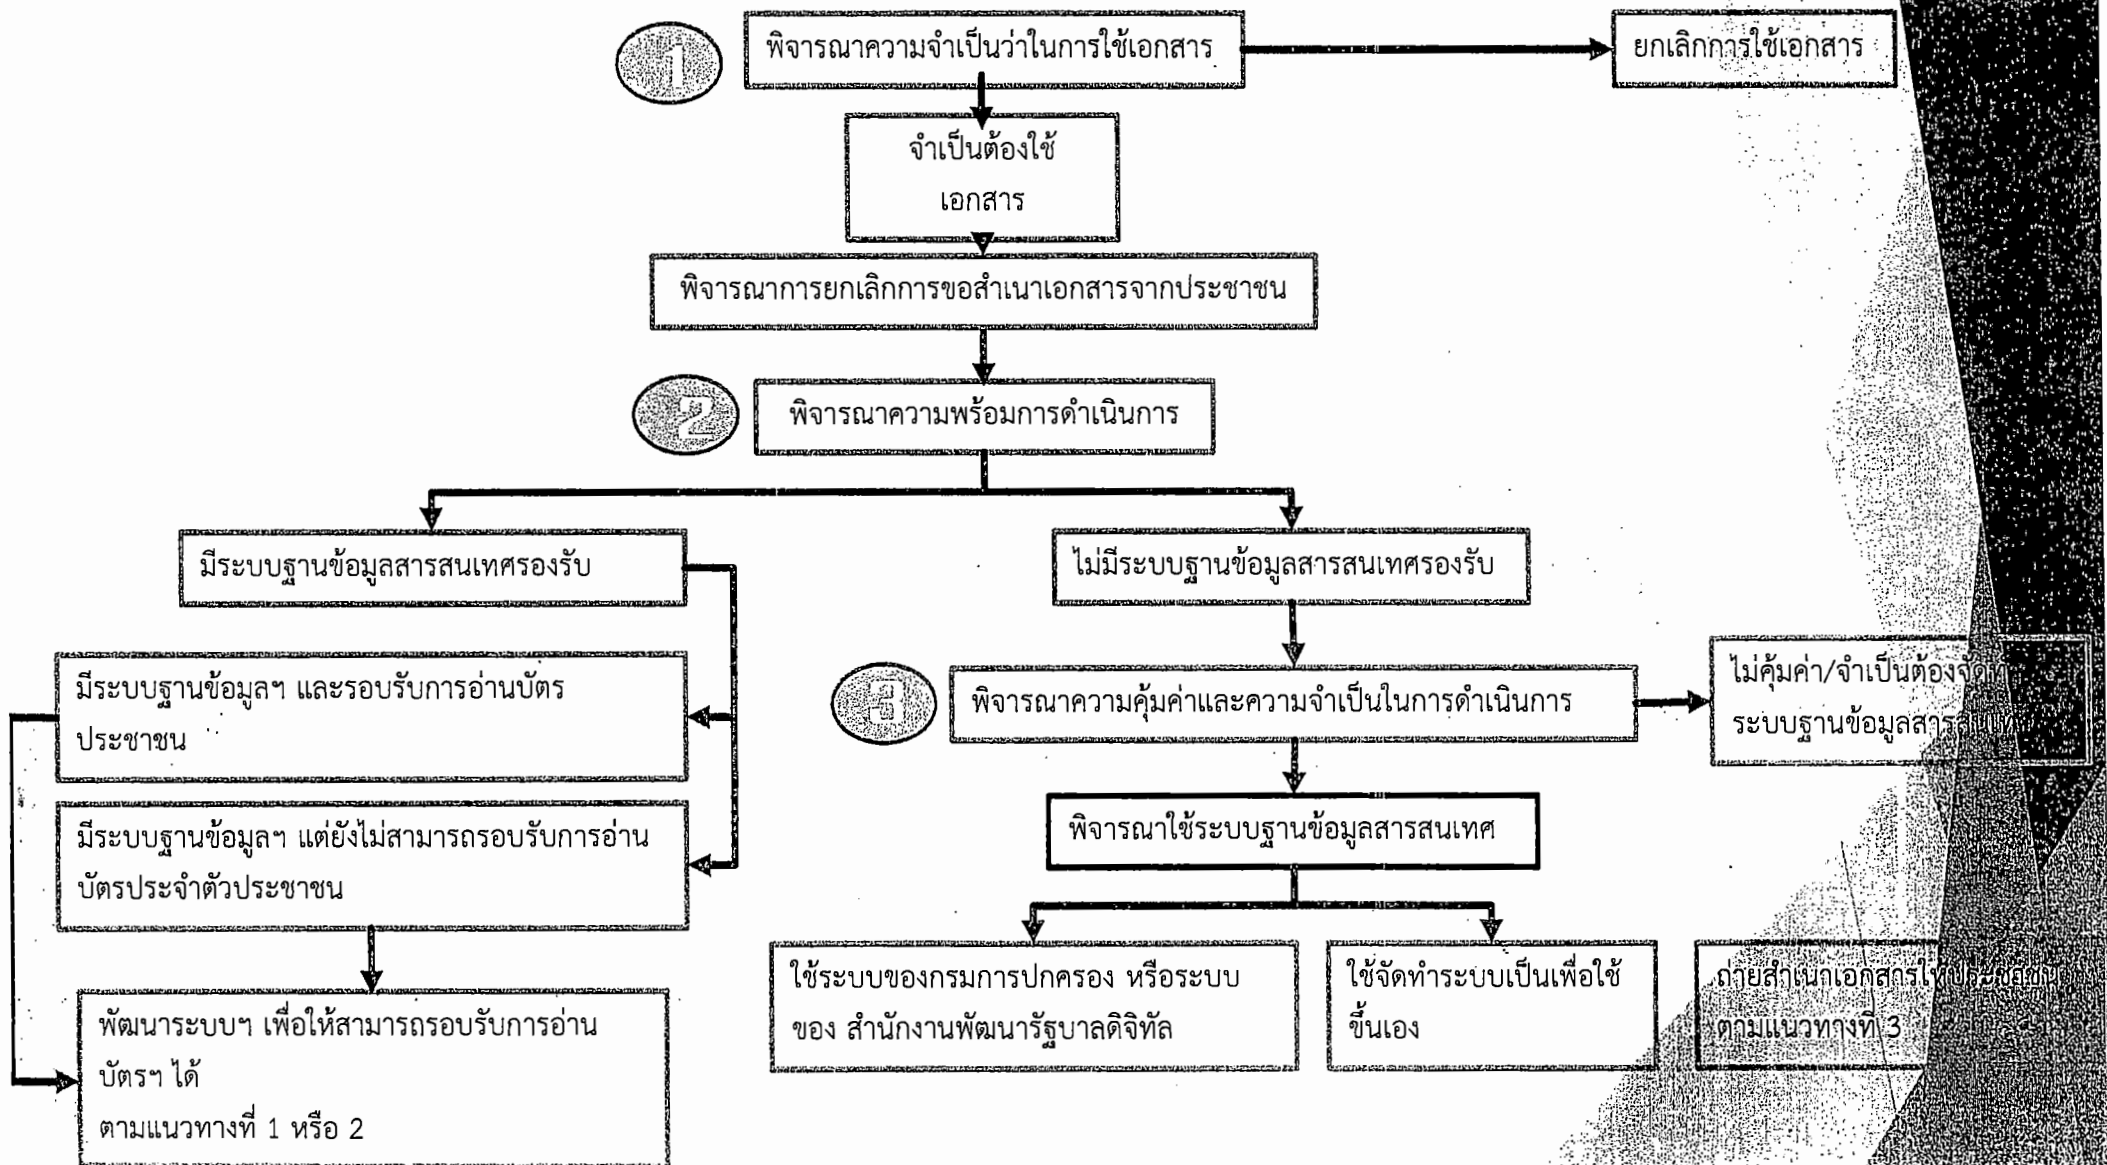 1
พิจารณาความจำเป็นว่าในการใช้เอกสาร
ยกเลิกการใช้เอกสาร
จำเป็นต้องใช้
เอกสาร
พิจารณาการยกเลิกการขอสำเนาเอกสารจากประชาชน
2
พิจารณาความพร้อมการดำเนินการ
มีระบบฐานข้อมูลสารสนเทศรองรับ
ไม่มีระบบฐานข้อมูลสารสนเทศรองรับ
มีระบบฐานข้อมูลฯ และรอบรับการอ่านบัตร
ประชาชน
3
พิจารณาความคุ้มค่าและความจำเป็นในการดำเนินการ
ไม่คุ้มค่า/จำเป็นต้องจัดทำ
ระบบฐานข้อมูลสารสนเทศ
มีระบบฐานข้อมูลฯ แต่ยังไม่สามารถรอบรับการอ่าน
บัตรประจำตัวประชาชน
พิจารณาใช้ระบบฐานข้อมูลสารสนเทศ
ใช้ระบบของกรมการปกครอง หรือระบบ
ของ สำนักงานพัฒนารัฐบาลดิจิทัล
ใช้จัดทำระบบเป็นเพื่อใช้
ขึ้นเอง
ถ่ายสำเนาเอกสารให้ประชาชน
ตามแนวทางที่ 3
พัฒนาระบบฯ เพื่อให้สามารถรอบรับการอ่าน
บัตรฯ ได้
ตามแนวทางที่ 1 หรือ 2